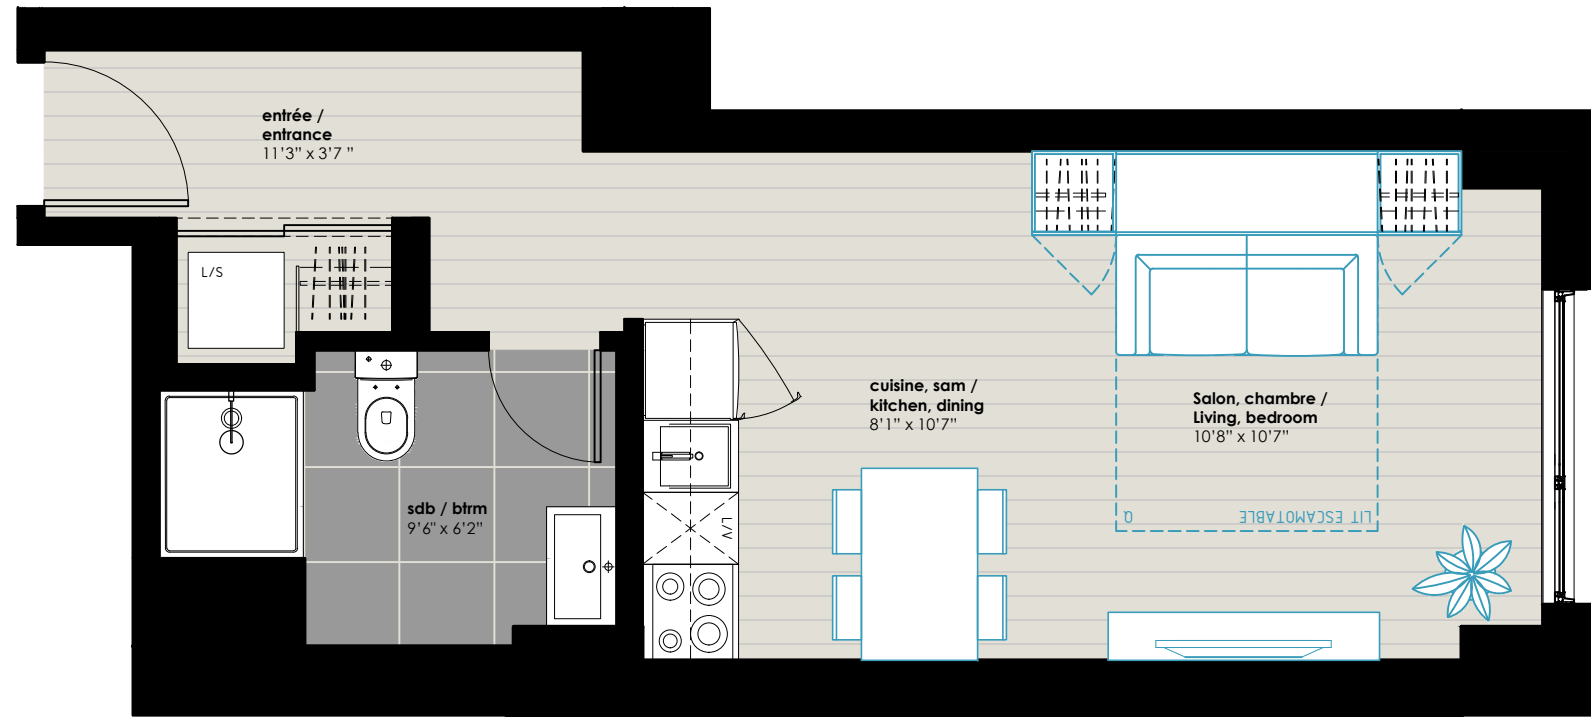 entrée /
entrance
11'3" x 3'7 "
L/S
cuisine, sam /
kitchen, dining
8'1" x 10'7"
Salon, chambre /
Living, bedroom
10'8" x 10'7"
sdb / btrm
9'6" x 6'2"
L/V
LIT ESCAMOTABLE
Q